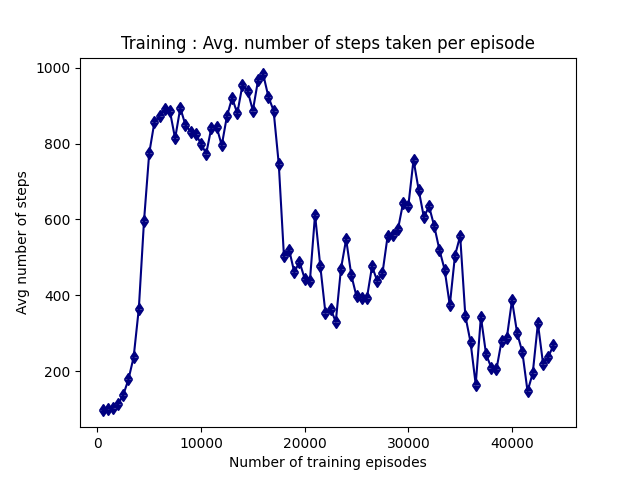 Training : Avg. number of steps taken per episode
1000
800
600
400
200
Avg number of steps
0 10000 20000 30000 40000
Number of training episodes